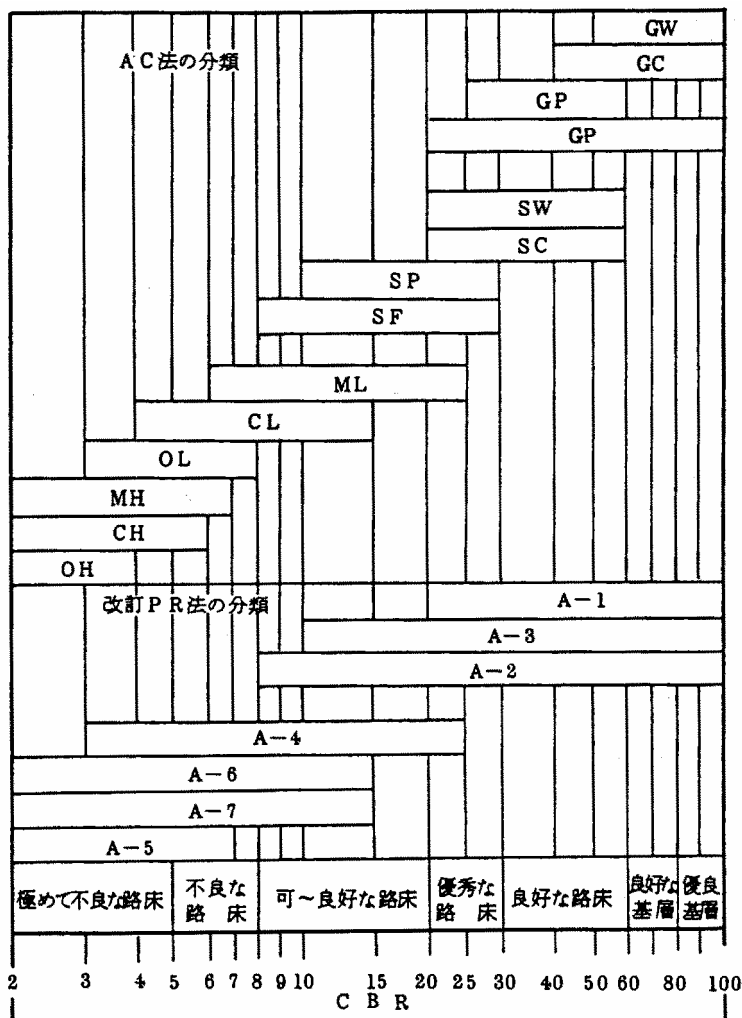 GW
AC法の分類
GC
GP
GP
SW
SC
SP
SF
ML
CL
OL
MH
CH
OH
改訂PR法の分類
A-1
A-3
A-2
A-4
A-6
A-7
A-5
極めて不良な路床
不良な
路床
可～良好な路床
優秀な
路床
良好な路床
良好な
基層
優良
基層
2 3 4 5 6 7 8 9 10 15 20 25 30 40 50 60 80 100
CBR